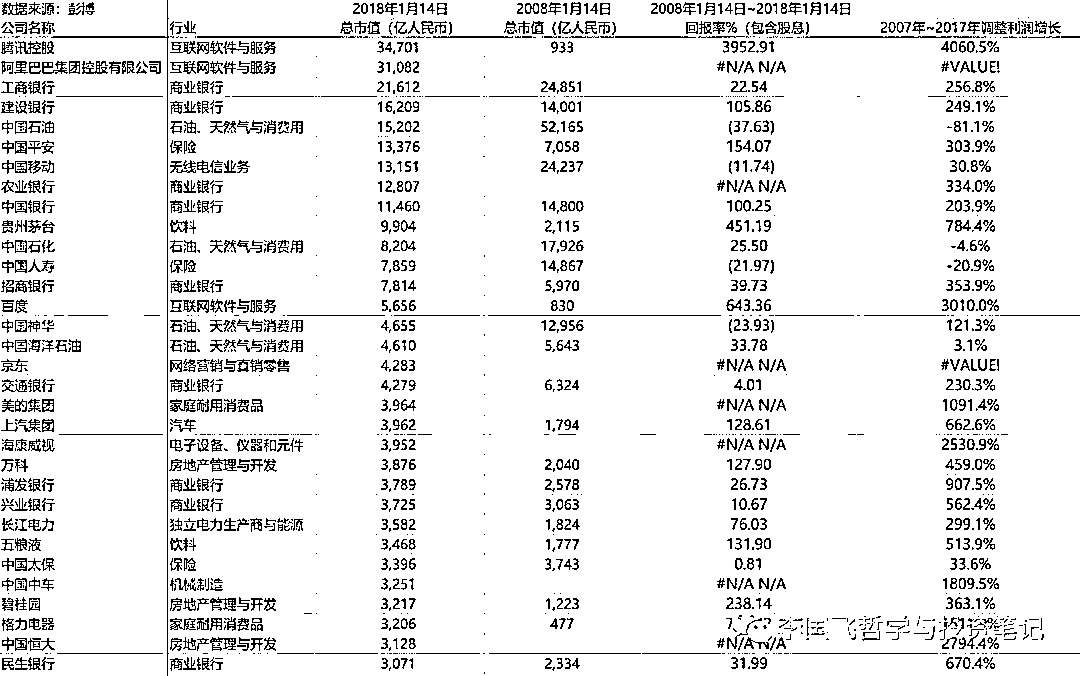 数据来源：彭博 2018年1月14日 2008年1月14日 2008年1月14日~2018年1月14日
公司名称 行业 总市值（亿人民币） 总市值（亿人民币） 回报率%（包含股息） 2007年~2017年调整利润增长
腾讯控股 互联网软件与服务 34,701 933 3952.91 4060.5%
阿里巴巴集团控股有限公司 互联网软件与服务 31,082 #N/A N/A #VALUE!
工商银行 商业银行 21,612 24,851 22.54 256.8%
建设银行 商业银行 16,209 14,001 105.86 249.1%
中国石油 石油、天然气与消费用 15,202 52,165 (37.63) -81.1%
中国平安 保险 13,376 7,058 154.07 303.9%
中国移动 无线电信业务 13,151 24,237 (11.74) 30.8%
农业银行 商业银行 12,807 #N/A N/A 334.0%
中国银行 商业银行 11,460 14,800 100.25 203.9%
贵州茅台 饮料 9,904 2,115 451.19 784.4%
中国石化 石油、天然气与消费用 8,204 17,926 25.50 -4.6%
中国人寿 保险 7,859 14,867 (21.97) -20.9%
招商银行 商业银行 7,814 5,970 39.73 353.9%
百度 互联网软件与服务 5,656 830 643.36 3010.0%
中国神华 石油、天然气与消费用 4,655 12,956 (23.93) 121.3%
中国海洋石油 石油、天然气与消费用 4,610 5,643 33.78 3.1%
京东 网络营销与直销零售 4,283 #N/A N/A #VALUE!
交通银行 商业银行 4,279 6,324 4.01 230.3%
美的集团 家庭耐用消费品 3,964 #N/A N/A 1091.4%
上汽集团 汽车 3,962 1,794 128.61 662.6%
海康威视 电子设备、仪器和元件 3,952 #N/A N/A 2530.9%
万科 房地产管理与开发 3,876 2,040 127.90 459.0%
浦发银行 商业银行 3,789 2,578 26.73 907.5%
兴业银行 商业银行 3,725 3,063 10.67 562.4%
长江电力 独立电力生产商与能源 3,582 1,824 76.03 299.1%
五粮液 饮料 3,468 1,777 131.90 513.9%
中国太保 保险 3,396 3,743 0.81 33.6%
中国中车 机械制造 3,251 #N/A N/A 1809.5%
碧桂园 房地产管理与开发 3,217 1,223 238.14 363.1%
格力电器 家庭耐用消费品 3,206 477
李国飞哲学与投资笔记
中国恒大 房地产管理与开发 3,128 #N/A N/A 2794.4%
民生银行 商业银行 3,071 2,334 31.99 670.4%